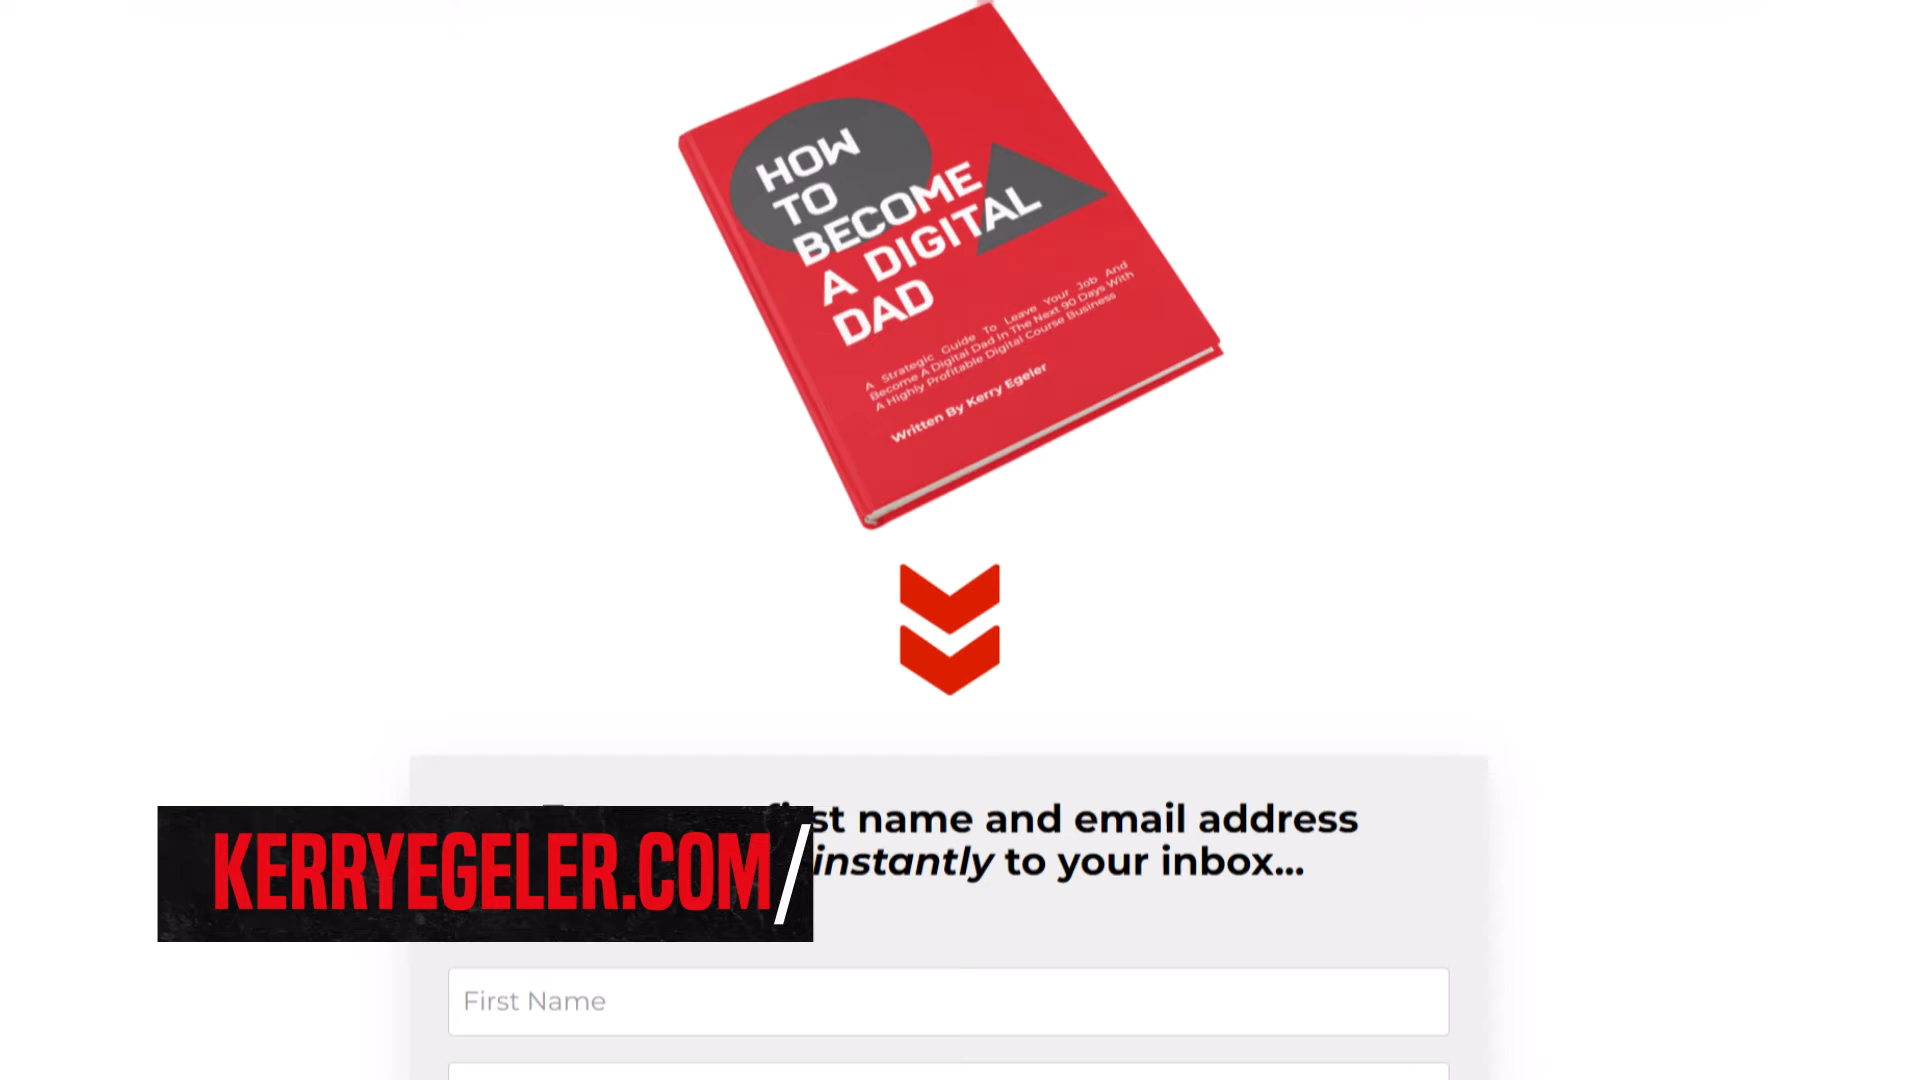 HOW
TO
BECOME
A DIGITAL
DAD
A Strategic Guide To Leave Your Job And
Become A Digital Dad In The Next 90 Days With
A Highly Profitable Digital Course Business
Written By Kerry Egeler
name and email address
instantly to your inbox...
KERRYEGELER.COM/
First Name